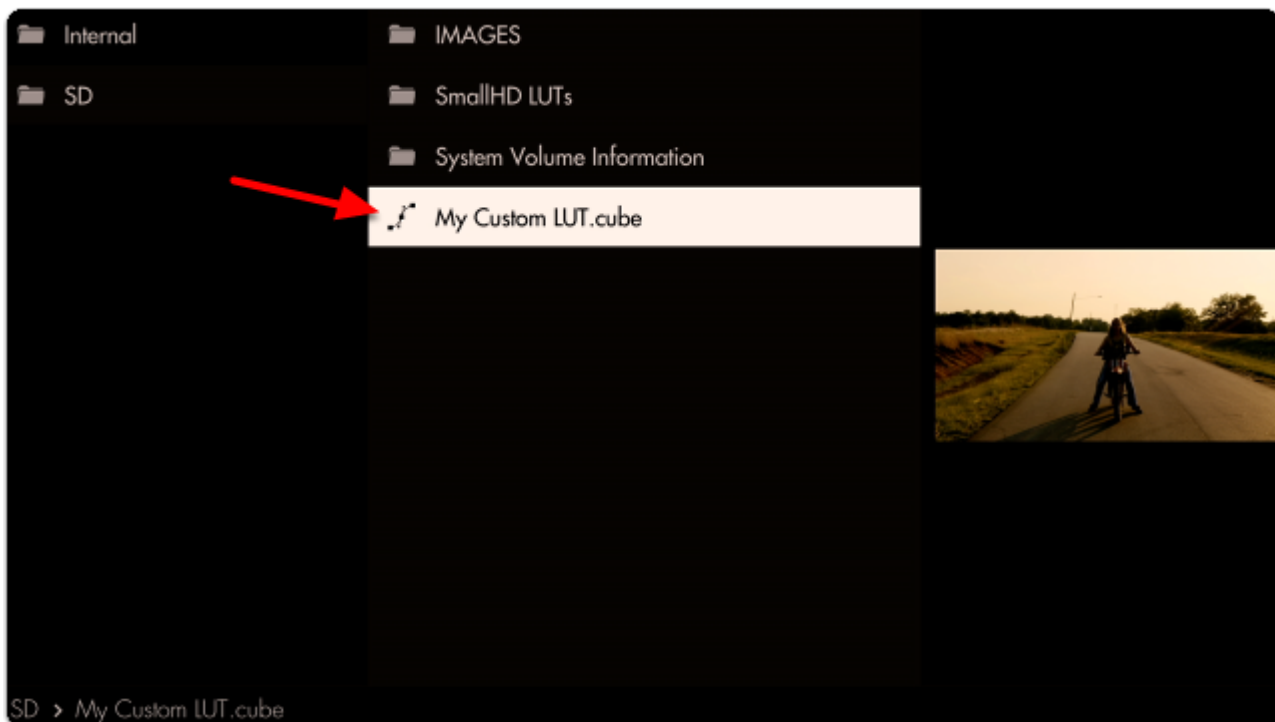 Internal
SD
IMAGES
SmallHD LUTs
System Volume Information
My Custom LUT.cube
SD > My Custom LUT.cube